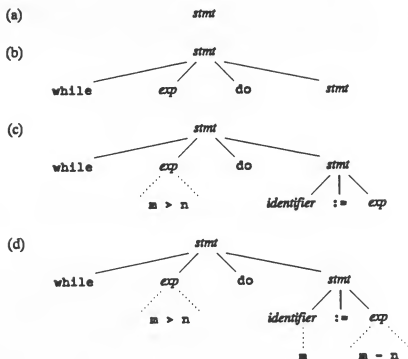 (a) stmt
(b) stmt
while exp do stmt
(c) stmt
while exp do stmt
m > n identifier := exp
(d) stmt
while exp do stmt
m > n identifier := exp
m m - n